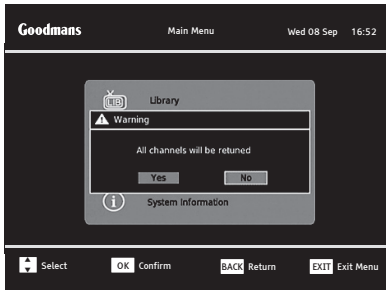 Goodmans Main Menu Wed 08 Sep 16:52
LIB Library
Warning
All channels will be retuned
Yes No
i System Information
Select OK Confirm BACK Return EXIT Exit Menu